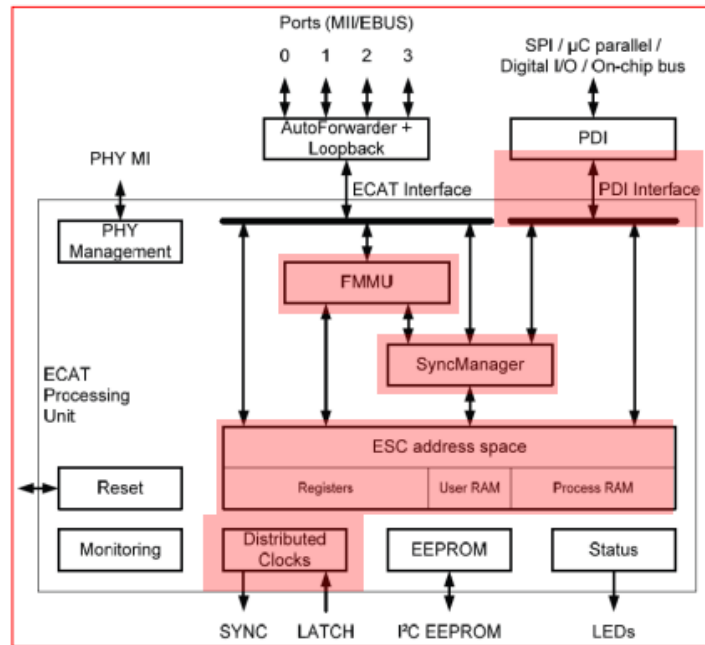 Ports (MII/EBUS)
0 1 2 3
SPI / µC parallel /
Digital I/O / On-chip bus
AutoForwarder +
Loopback
PDI
PHY MI
ECAT Interface
PDI Interface
PHY
Management
FMMU
SyncManager
ECAT
Processing
Unit
ESC address space
Registers
User RAM
Process RAM
Reset
Monitoring
Distributed
Clocks
EEPROM
Status
SYNC
LATCH
I²C EEPROM
LEDs